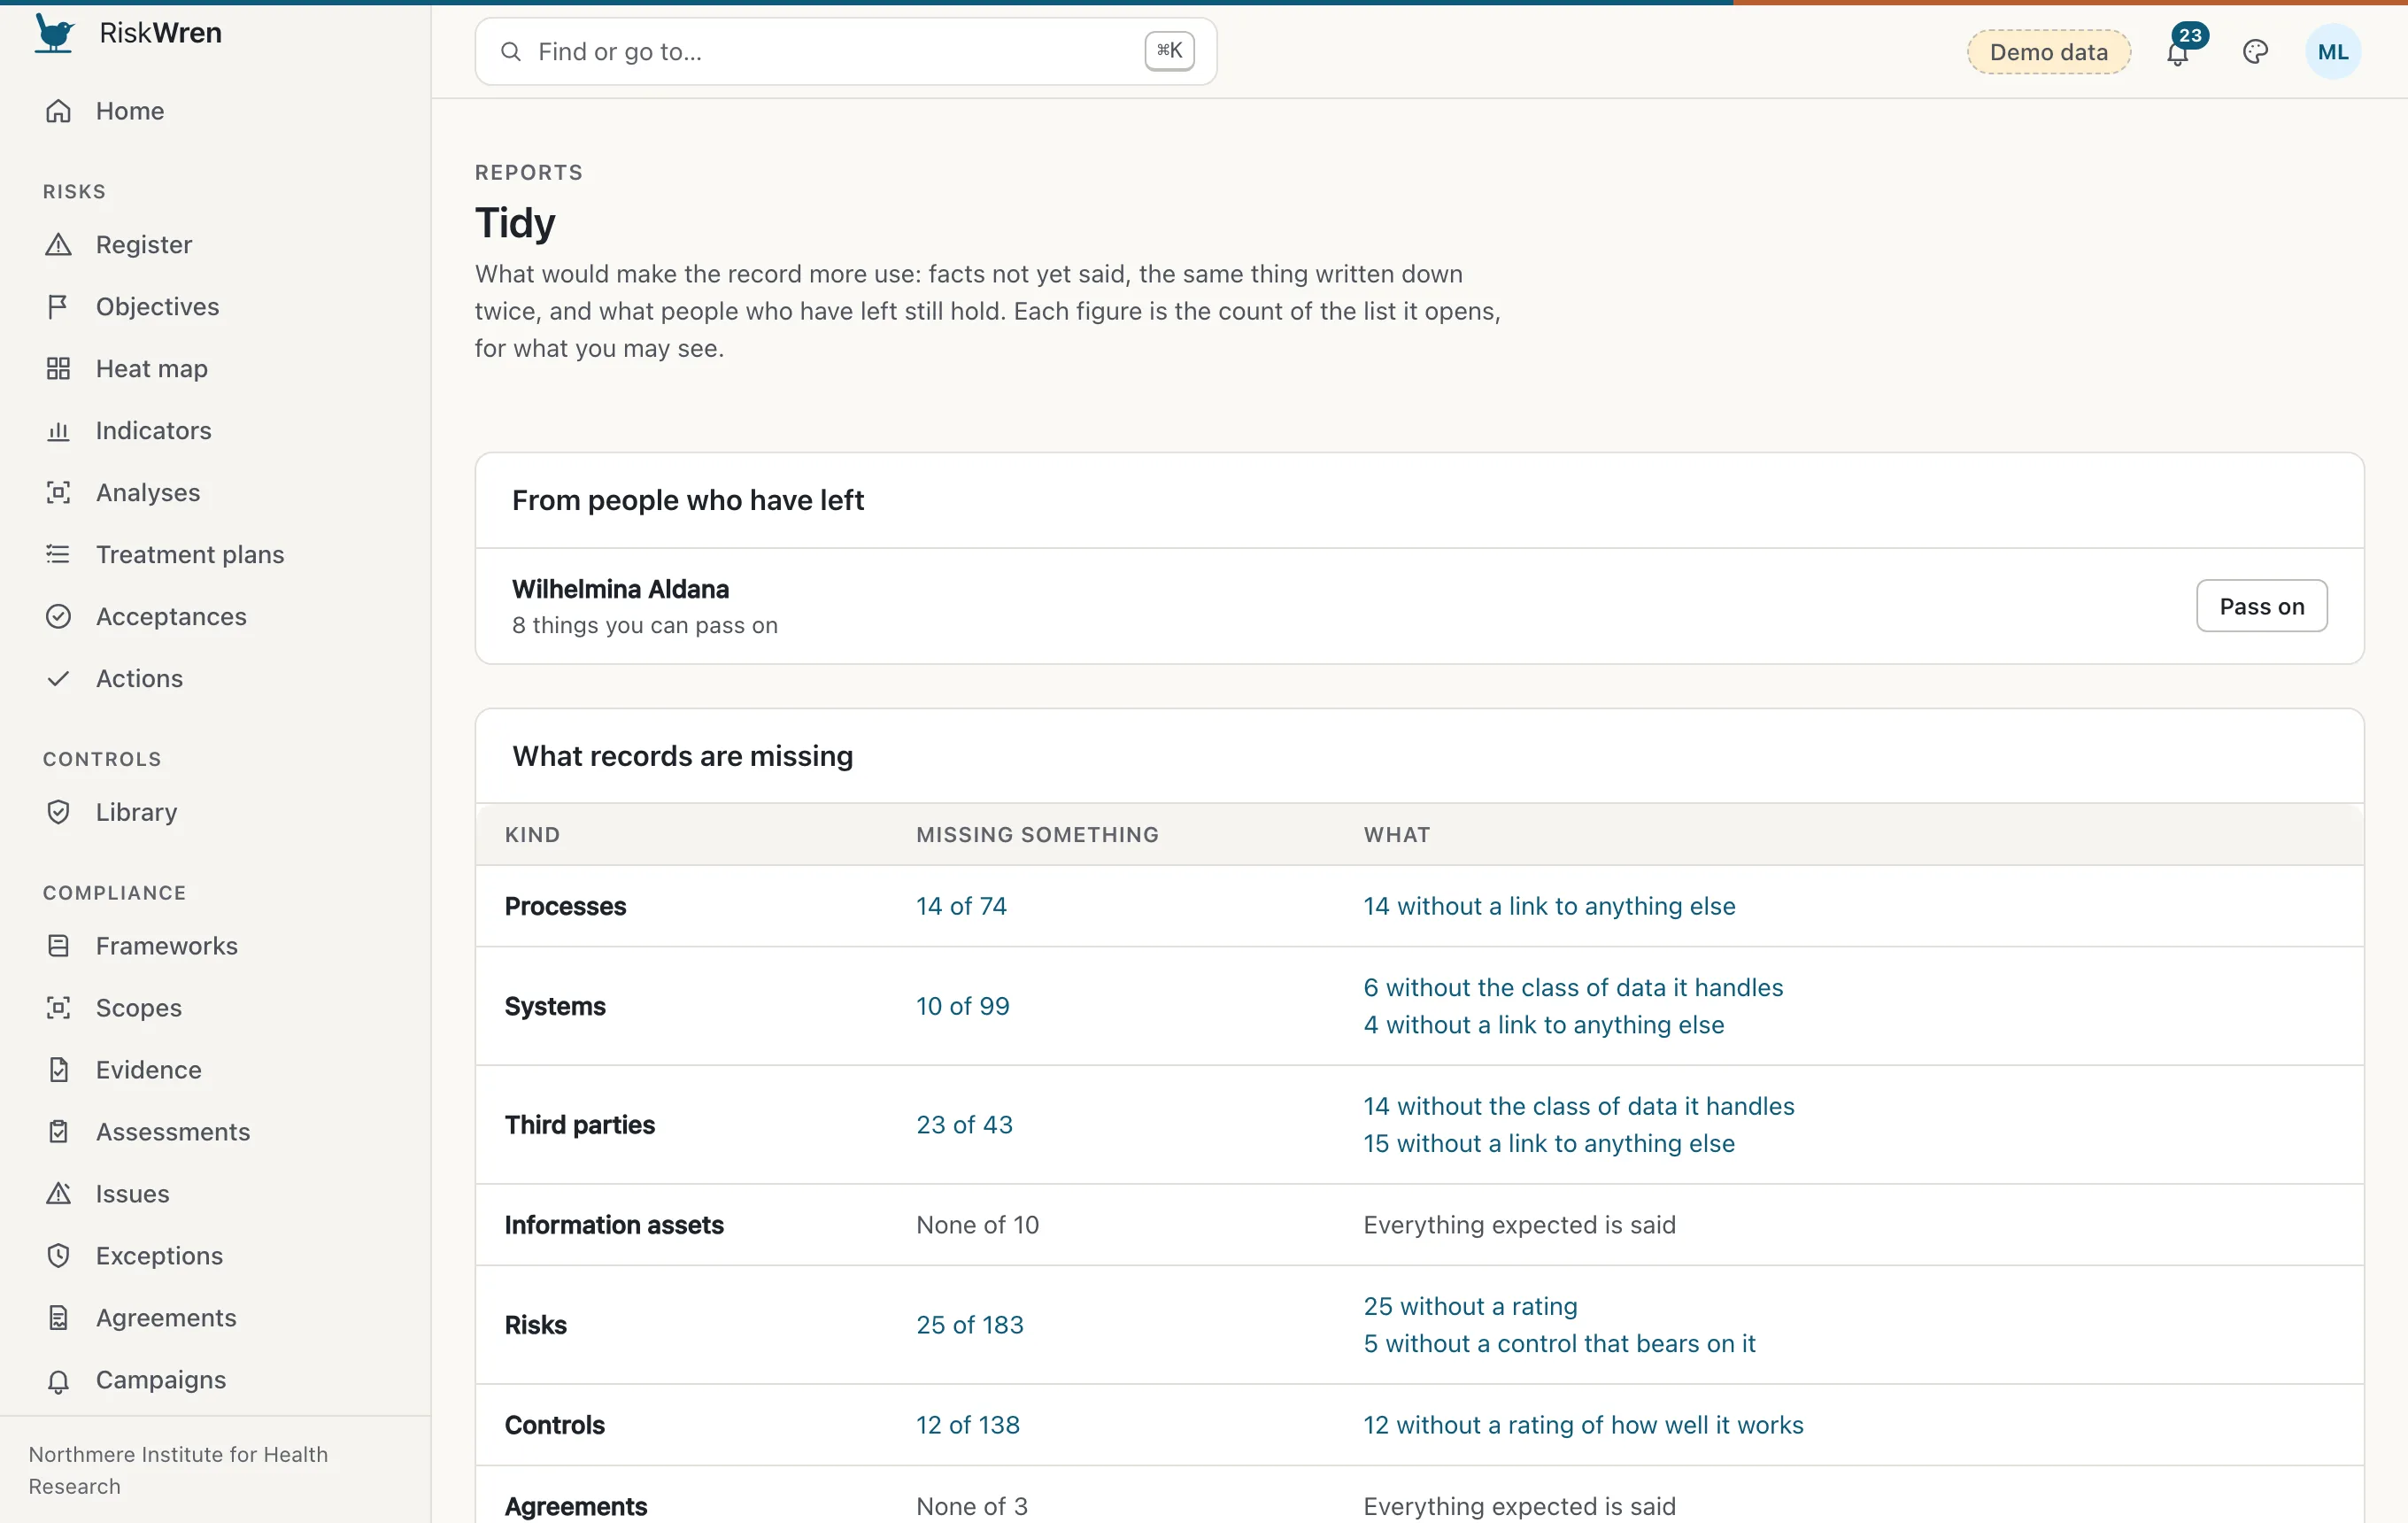 RiskWren
Find or go to...
⌘K
Demo data
23
ML
Home
RISKS
Register
Objectives
Heat map
Indicators
Analyses
Treatment plans
Acceptances
Actions
CONTROLS
Library
COMPLIANCE
Frameworks
Scopes
Evidence
Assessments
Issues
Exceptions
Agreements
Campaigns
Northmere Institute for Health
Research
REPORTS
Tidy
What would make the record more use: facts not yet said, the same thing written down
twice, and what people who have left still hold. Each figure is the count of the list it opens,
for what you may see.
From people who have left
Wilhelmina Aldana
8 things you can pass on
Pass on
What records are missing
KIND MISSING SOMETHING WHAT
Processes 14 of 74 14 without a link to anything else
Systems 10 of 99 6 without the class of data it handles
4 without a link to anything else
Third parties 23 of 43 14 without the class of data it handles
15 without a link to anything else
Information assets None of 10 Everything expected is said
Risks 25 of 183 25 without a rating
5 without a control that bears on it
Controls 12 of 138 12 without a rating of how well it works
Agreements None of 3 Everything expected is said